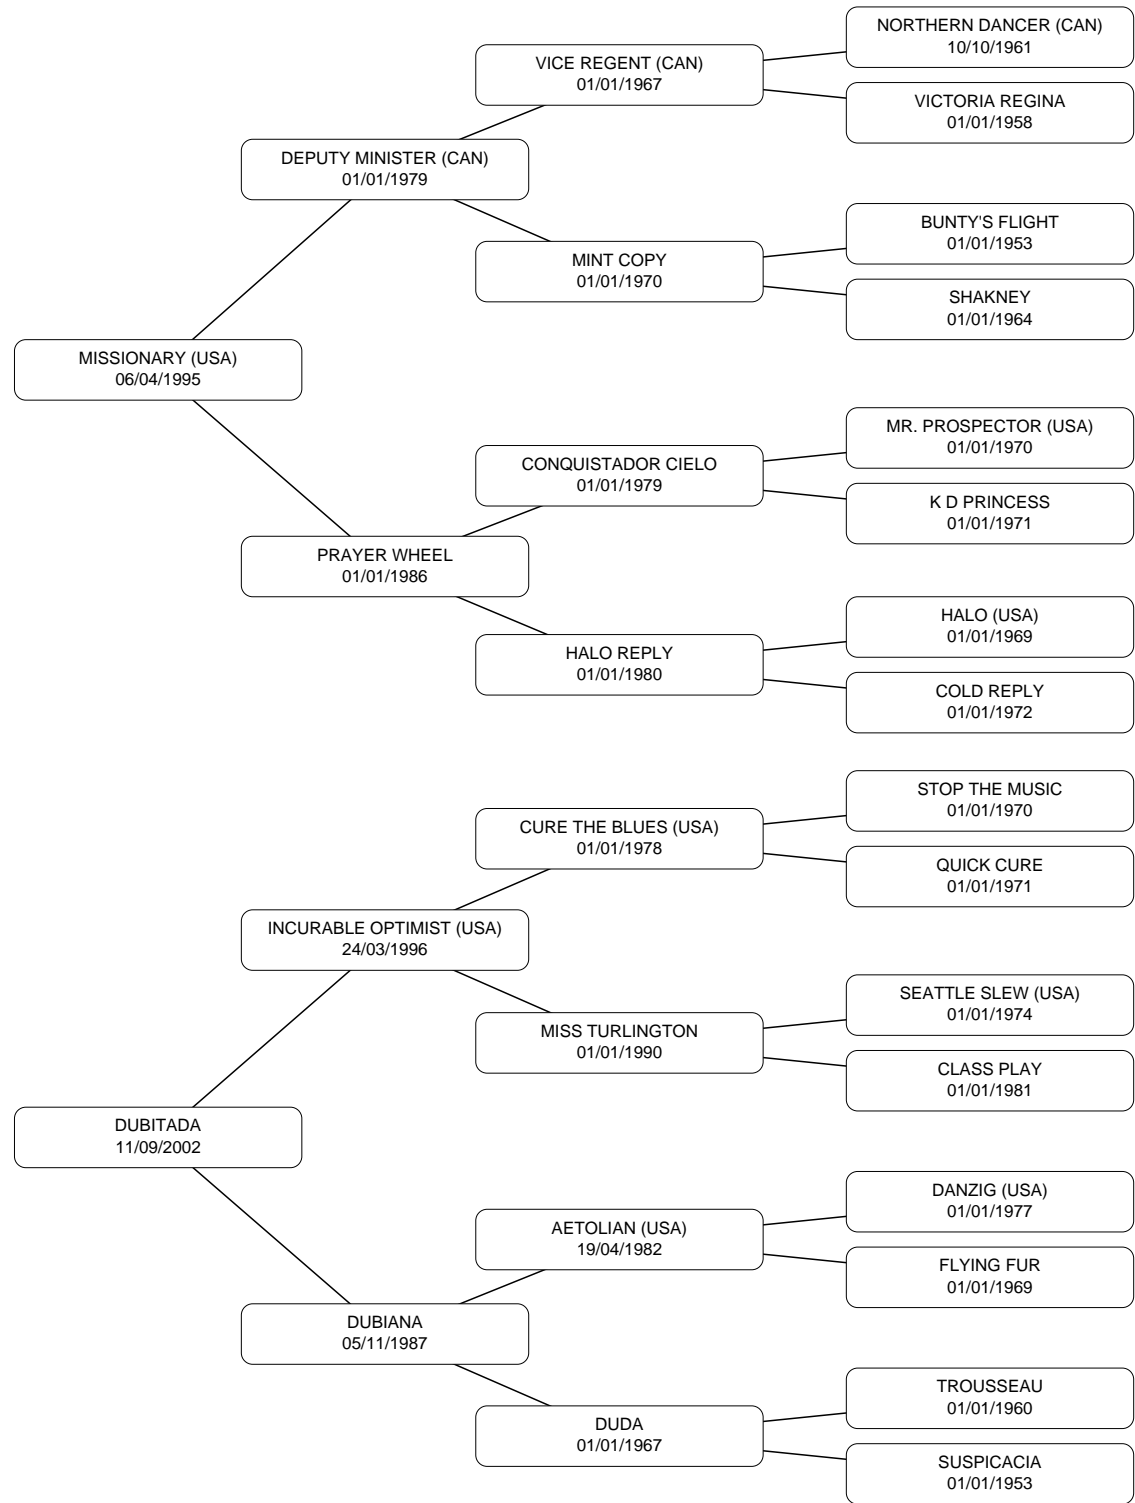 NORTHERN DANCER (CAN)
10/10/1961
VICE REGENT (CAN)
01/01/1967
VICTORIA REGINA
01/01/1958
DEPUTY MINISTER (CAN)
01/01/1979
BUNTY'S FLIGHT
01/01/1953
MINT COPY
01/01/1970
SHAKNEY
01/01/1964
MISSIONARY (USA)
06/04/1995
MR. PROSPECTOR (USA)
01/01/1970
CONQUISTADOR CIELO
01/01/1979
K D PRINCESS
01/01/1971
PRAYER WHEEL
01/01/1986
HALO (USA)
01/01/1969
HALO REPLY
01/01/1980
COLD REPLY
01/01/1972
STOP THE MUSIC
01/01/1970
CURE THE BLUES (USA)
01/01/1978
QUICK CURE
01/01/1971
INCURABLE OPTIMIST (USA)
24/03/1996
SEATTLE SLEW (USA)
01/01/1974
MISS TURLINGTON
01/01/1990
CLASS PLAY
01/01/1981
DUBITADA
11/09/2002
DANZIG (USA)
01/01/1977
AETOLIAN (USA)
19/04/1982
FLYING FUR
01/01/1969
DUBIANA
05/11/1987
TROUSSEAU
01/01/1960
DUDA
01/01/1967
SUSPICACIA
01/01/1953